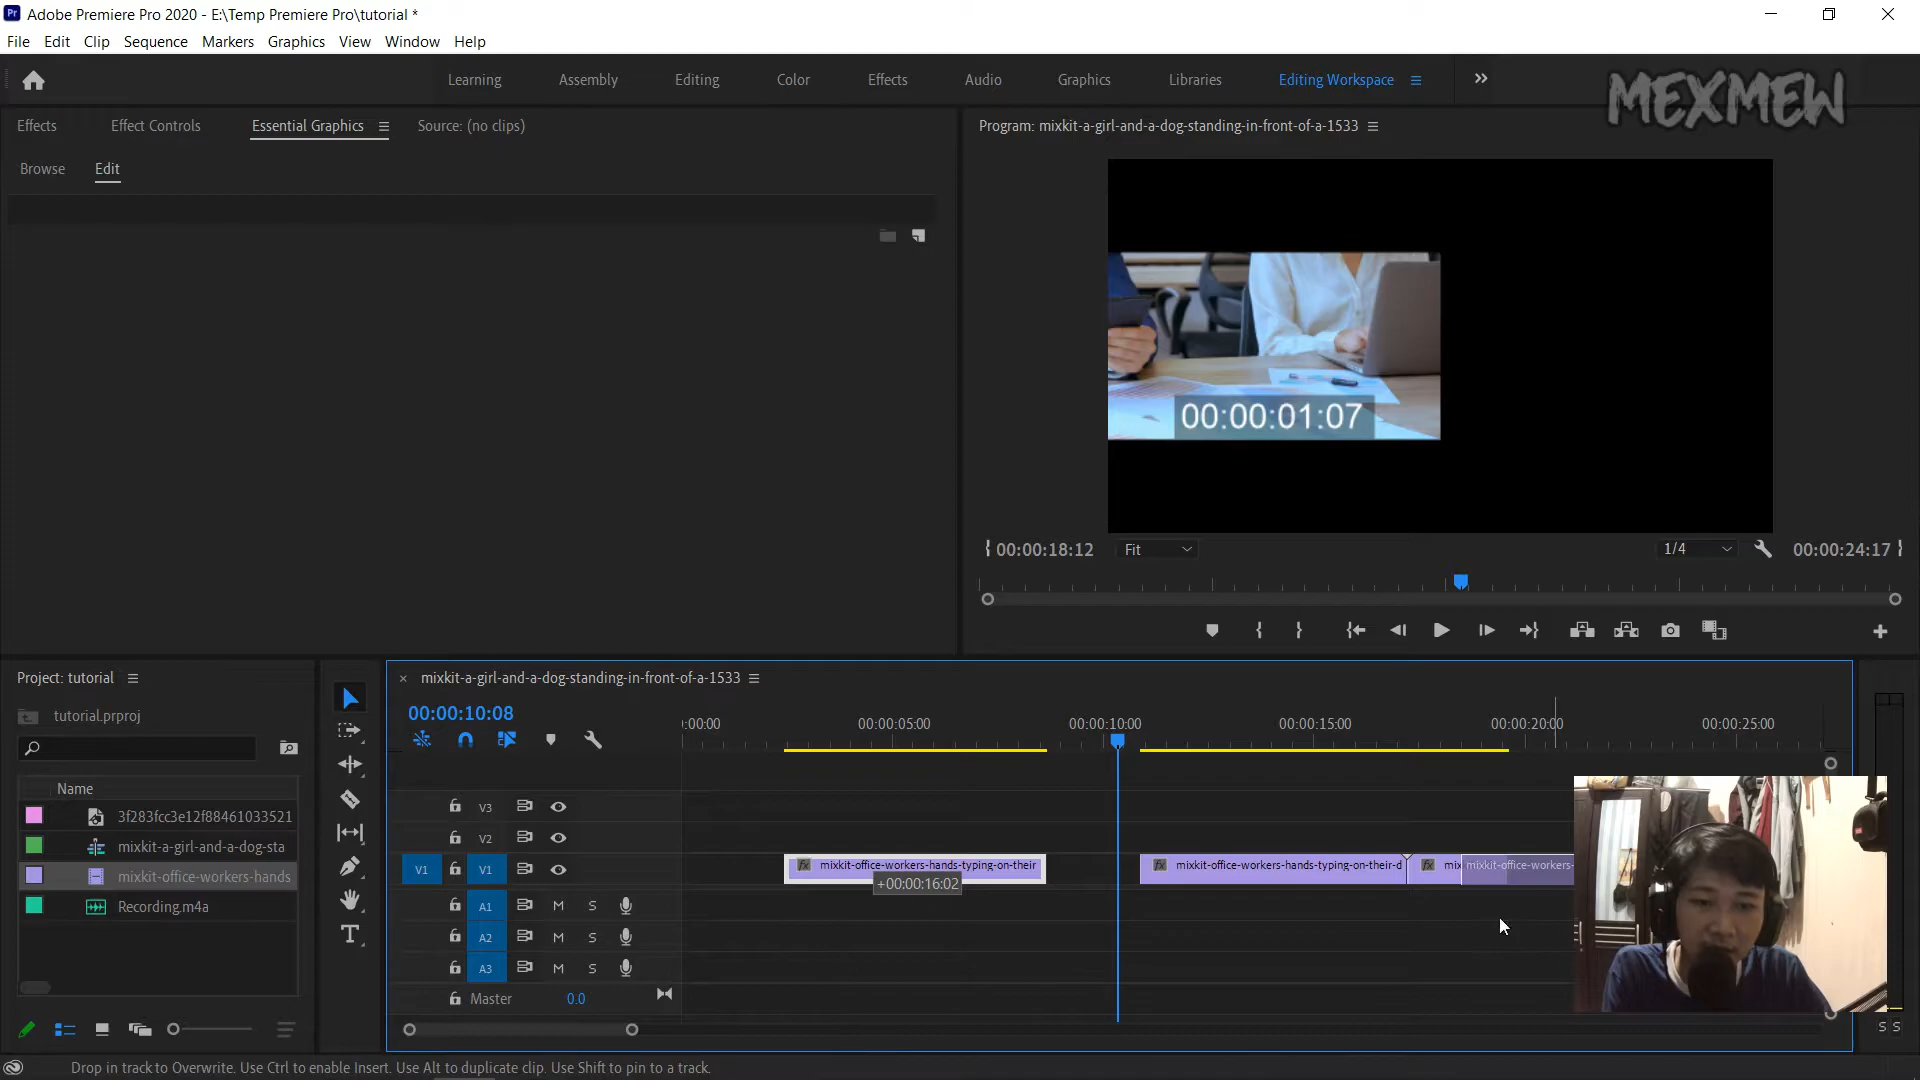 Adobe Premiere Pro 2020 - E:\Temp Premiere Pro\tutorial *
File Edit Clip Sequence Markers Graphics View Window Help
Learning Assembly Editing Color Effects Audio Graphics Libraries Editing Workspace
MEXMEW
Effects Effect Controls Essential Graphics Source: (no clips)
Program: mixkit-a-girl-and-a-dog-standing-in-front-of-a-1533
Browse Edit
00:00:01:07
00:00:18:12 Fit 1/4 00:00:24:17
Project: tutorial
mixkit-a-girl-and-a-dog-standing-in-front-of-a-1533
tutorial.prproj
00:00:10:08
:00:00 00:00:05:00 00:00:10:00 00:00:15:00 00:00:20:00 00:00:25:00
Name
3f283fcc3e12f88461033521
mixkit-a-girl-and-a-dog-sta
mixkit-office-workers-hands
Recording.m4a
V3
V2
V1 V1 fx mixkit-office-workers-hands-typing-on-their fx mixkit-office-workers-hands-typing-on-their-d fx mix mixkit-office-workers-
+00:00:16:02
A1 M S
A2 M S
A3 M S
Master 0.0
S S
Drop in track to Overwrite. Use Ctrl to enable Insert. Use Alt to duplicate clip. Use Shift to pin to a track.